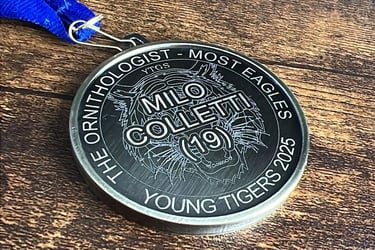 THE ORNITHOLOGIST - MOST EAGLES
YTGS
MILO
COLLETTI
(19)
YOUNG TIGERS 2025